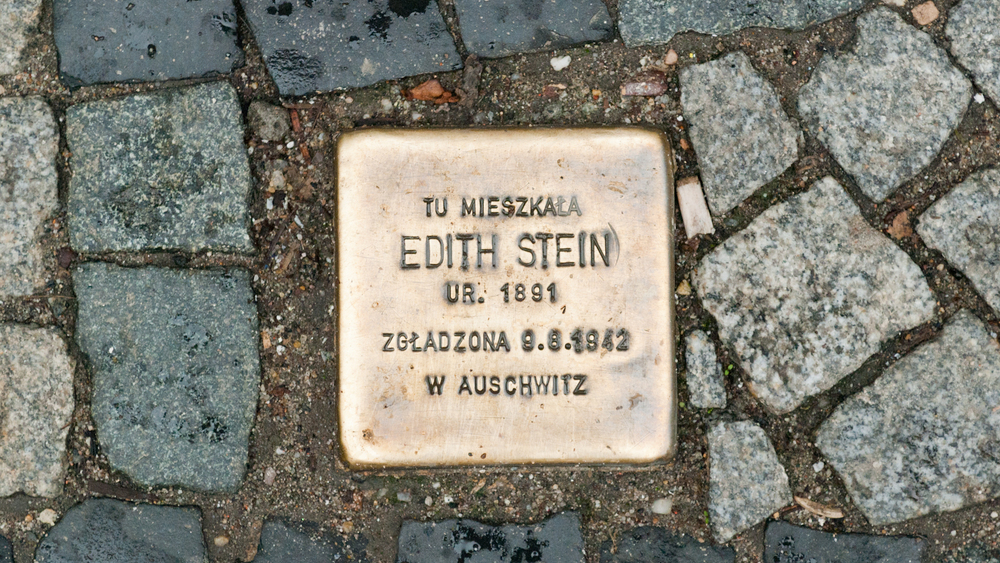 TU MIESZKAŁA
EDITH STEIN
UR. 1891
ZGŁADZONA 9.8.1942
W AUSCHWITZ